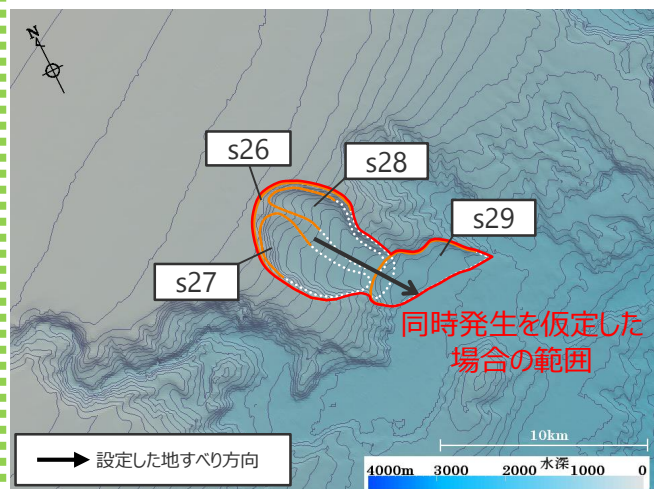 N
s26
s28
s29
s27
同時発生を仮定した
場合の範囲
設定した地すべり方向
10km
4000m 3000 2000 水深 1000 0